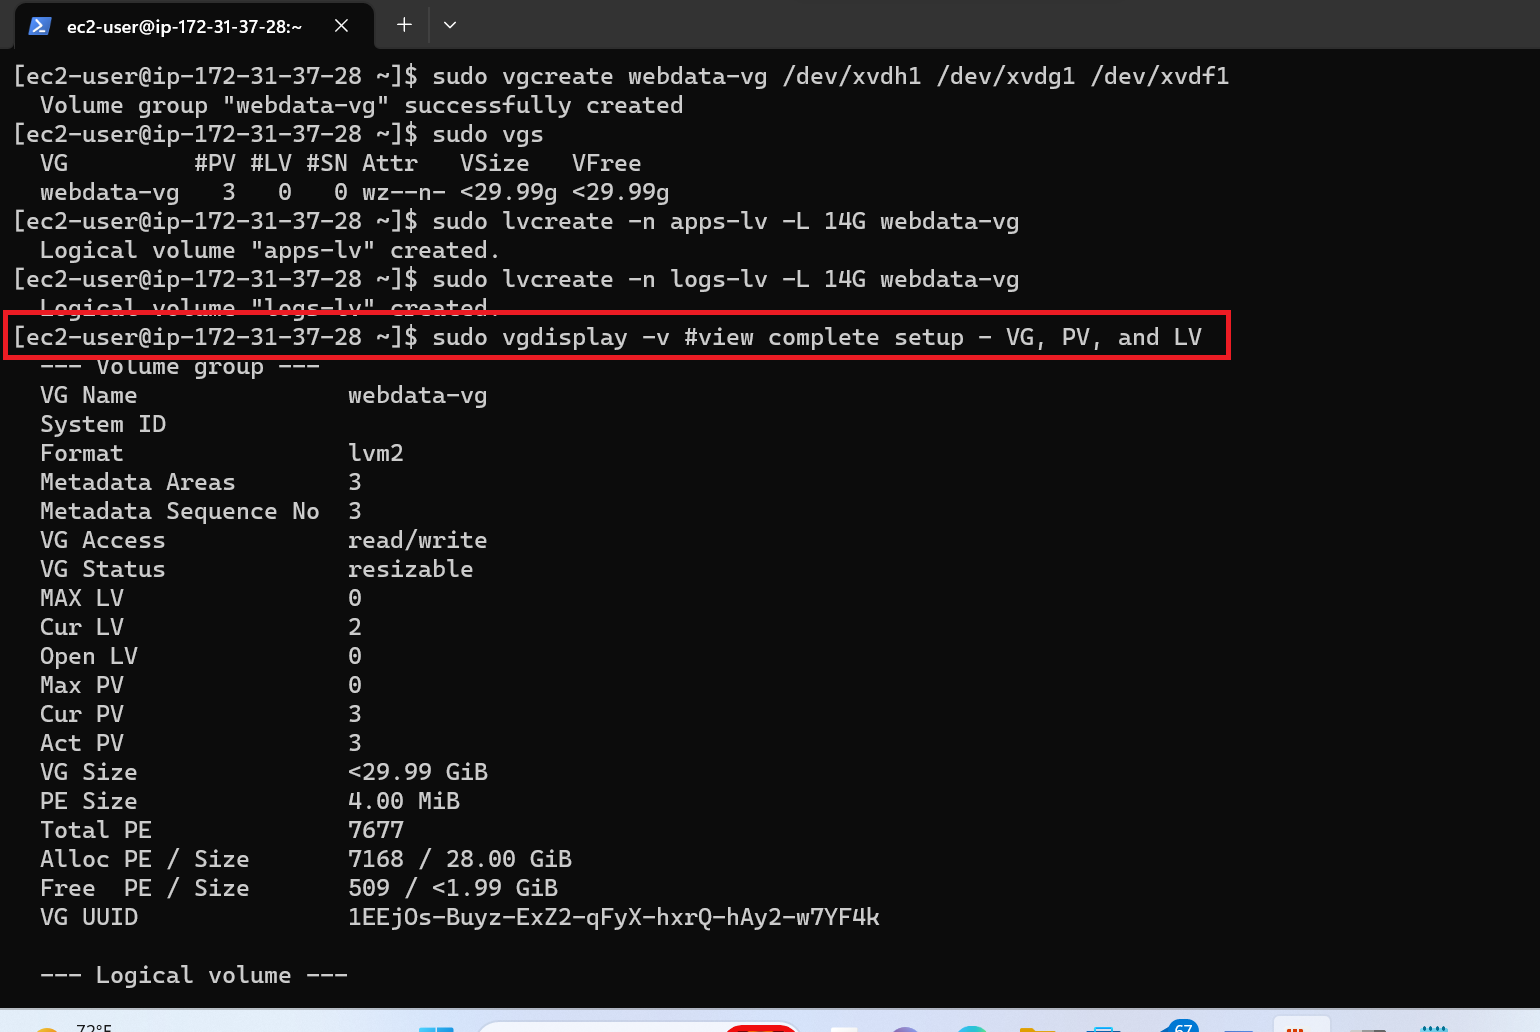 ec2-user@ip-172-31-37-28:~
[ec2-user@ip-172-31-37-28 ~]$ sudo vgcreate webdata-vg /dev/xvdh1 /dev/xvdg1 /dev/xvdf1
  Volume group "webdata-vg" successfully created
[ec2-user@ip-172-31-37-28 ~]$ sudo vgs
  VG         #PV #LV #SN Attr   VSize   VFree
  webdata-vg   3   0   0 wz--n- <29.99g <29.99g
[ec2-user@ip-172-31-37-28 ~]$ sudo lvcreate -n apps-lv -L 14G webdata-vg
  Logical volume "apps-lv" created.
[ec2-user@ip-172-31-37-28 ~]$ sudo lvcreate -n logs-lv -L 14G webdata-vg
  Logical volume "logs-lv" created.
[ec2-user@ip-172-31-37-28 ~]$ sudo vgdisplay -v #view complete setup - VG, PV, and LV
  --- Volume group ---
  VG Name               webdata-vg
  System ID
  Format                lvm2
  Metadata Areas        3
  Metadata Sequence No  3
  VG Access             read/write
  VG Status             resizable
  MAX LV                0
  Cur LV                2
  Open LV               0
  Max PV                0
  Cur PV                3
  Act PV                3
  VG Size               <29.99 GiB
  PE Size               4.00 MiB
  Total PE              7677
  Alloc PE / Size       7168 / 28.00 GiB
  Free  PE / Size       509 / <1.99 GiB
  VG UUID               1EEjOs-Buyz-ExZ2-qFyX-hxrQ-hAy2-w7YF4k
  --- Logical volume ---
72°F
67